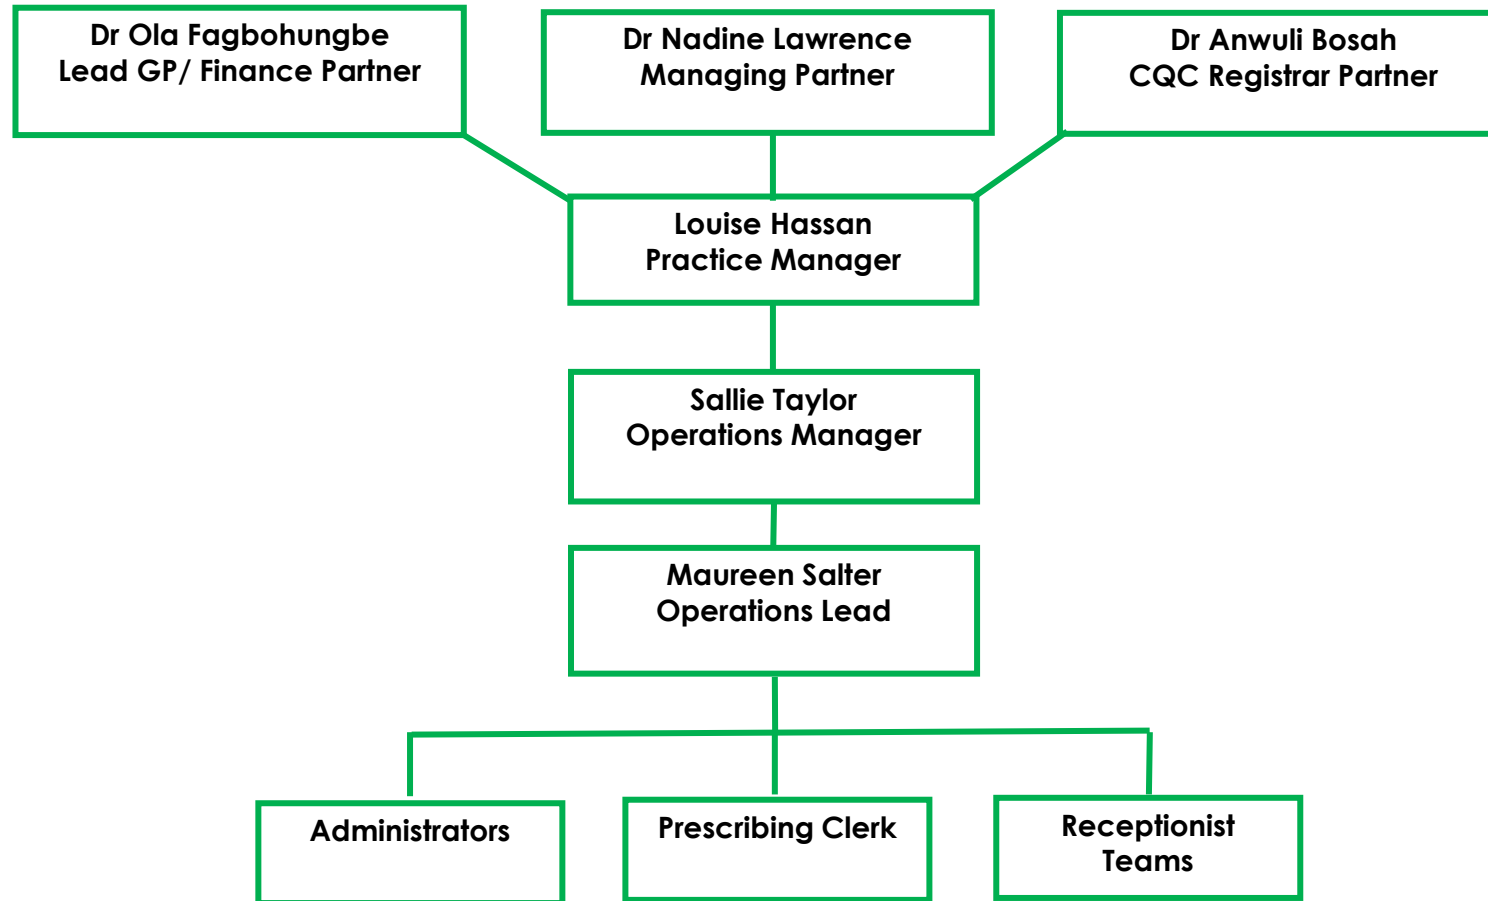 Dr Ola Fagbohungbe
Lead GP/ Finance Partner
Dr Nadine Lawrence
Managing Partner
Dr Anwuli Bosah
CQC Registrar Partner
Louise Hassan
Practice Manager
Sallie Taylor
Operations Manager
Maureen Salter
Operations Lead
Administrators
Prescribing Clerk
Receptionist
Teams